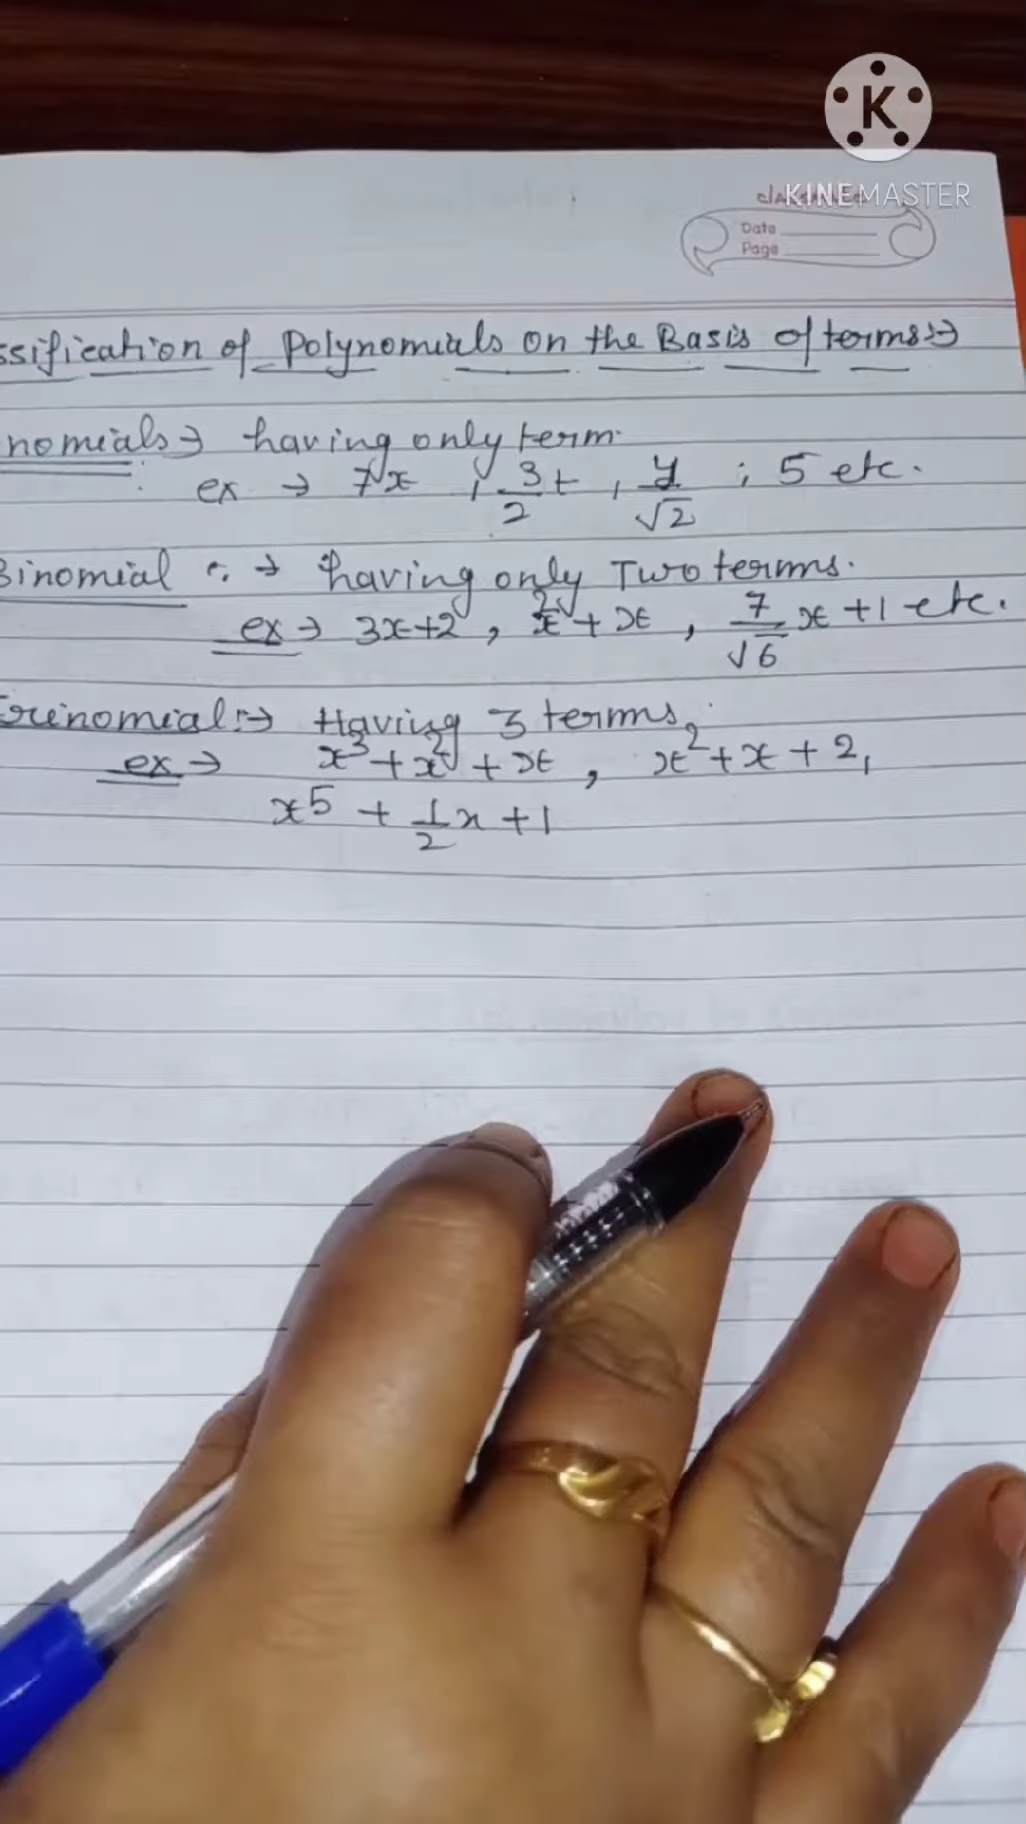 KINEMASTER
Date
Page
ssification of Polynomials on the Basis of terms:→
nomials → having only term.
ex → 7x , 3/2 t , y/√2 ; 5 etc.
Binomial :→ having only Two terms.
ex → 3x+2 , x²+x , 7/√6 x +1 etc.
Trinomial :→ Having 3 terms.
ex → x³ + x² + x , x² + x + 2,
x⁵ + 1/2 x + 1